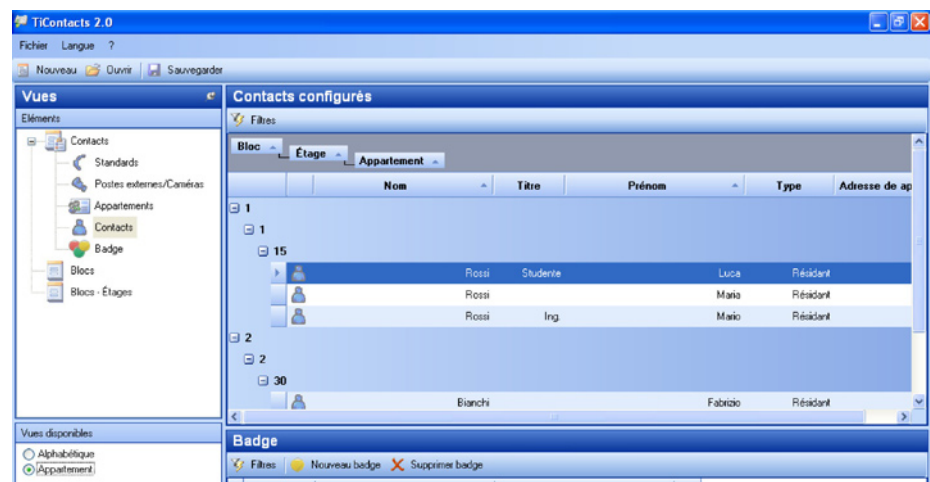 TiContacts 2.0
Fichier Langue ?
Nouveau Ouvrir Sauvegarder
Vues
Eléments
Contacts
Standards
Postes externes/Caméras
Appartements
Contacts
Badge
Blocs
Blocs - Étages
Vues disponibles
Alphabétique
Appartement
Contacts configurés
Filtres
Bloc Étage Appartement
Nom Titre Prénom Type Adresse de ap
1
1
15
Rossi Studente Luca Résidant
Rossi Maria Résidant
Rossi Ing. Mario Résidant
2
2
30
Bianchi Fabrizio Résidant
Badge
Filtres Nouveau badge Supprimer badge